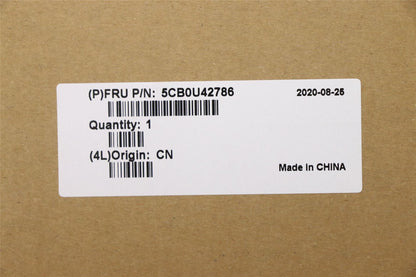 (P)FRU P/N: 5CB0U42786 2020-08-25
Quantity: 1
(4L)Origin: CN
Made in CHINA